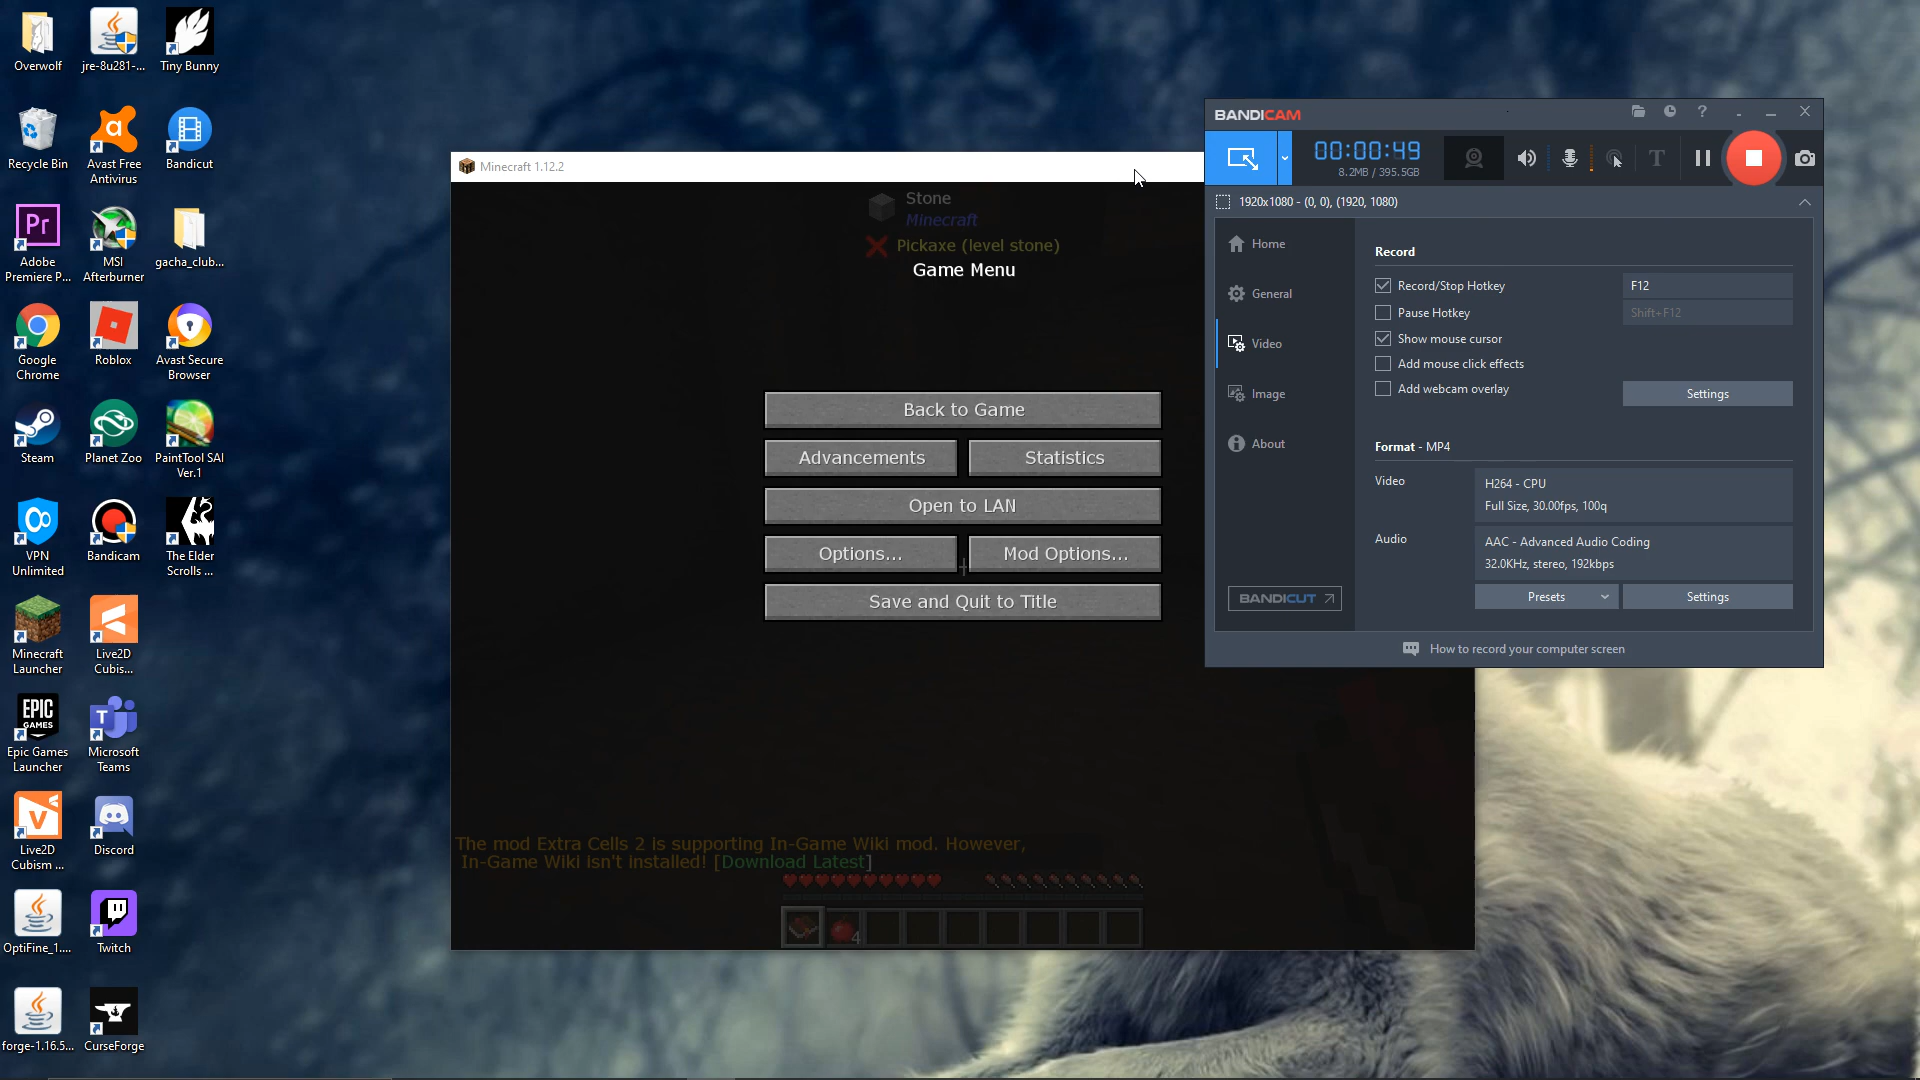 Overwolf
jre-8u281-...
Tiny Bunny
Recycle Bin
Avast Free
Antivirus
Bandicut
Adobe
Premiere P...
MSI
Afterburner
gacha_club...
Google
Chrome
Roblox
Avast Secure
Browser
Steam
Planet Zoo
PaintTool SAI
Ver.1
VPN
Unlimited
Bandicam
The Elder
Scrolls ...
Minecraft
Launcher
Live2D
Cubis...
EPIC
GAMES
Epic Games
Launcher
Microsoft
Teams
Live2D
Cubism ...
Discord
OptiFine_1....
Twitch
forge-1.16.5...
CurseForge
Minecraft 1.12.2
Stone
Minecraft
Pickaxe (level stone)
Game Menu
Back to Game
Advancements
Statistics
Open to LAN
Options...
Mod Options...
Save and Quit to Title
The mod Extra Cells 2 is supporting In-Game Wiki mod. However,
In-Game Wiki isn't installed! [Download Latest]
4
BANDICAM
00:00:49
8.2MB / 395.5GB
1920x1080 - (0, 0), (1920, 1080)
Home
General
Video
Image
About
BANDICUT
Record
Record/Stop Hotkey
F12
Pause Hotkey
Shift+F12
Show mouse cursor
Add mouse click effects
Add webcam overlay
Settings
Format - MP4
Video
H264 - CPU
Full Size, 30.00fps, 100q
Audio
AAC - Advanced Audio Coding
32.0KHz, stereo, 192kbps
Presets
Settings
How to record your computer screen